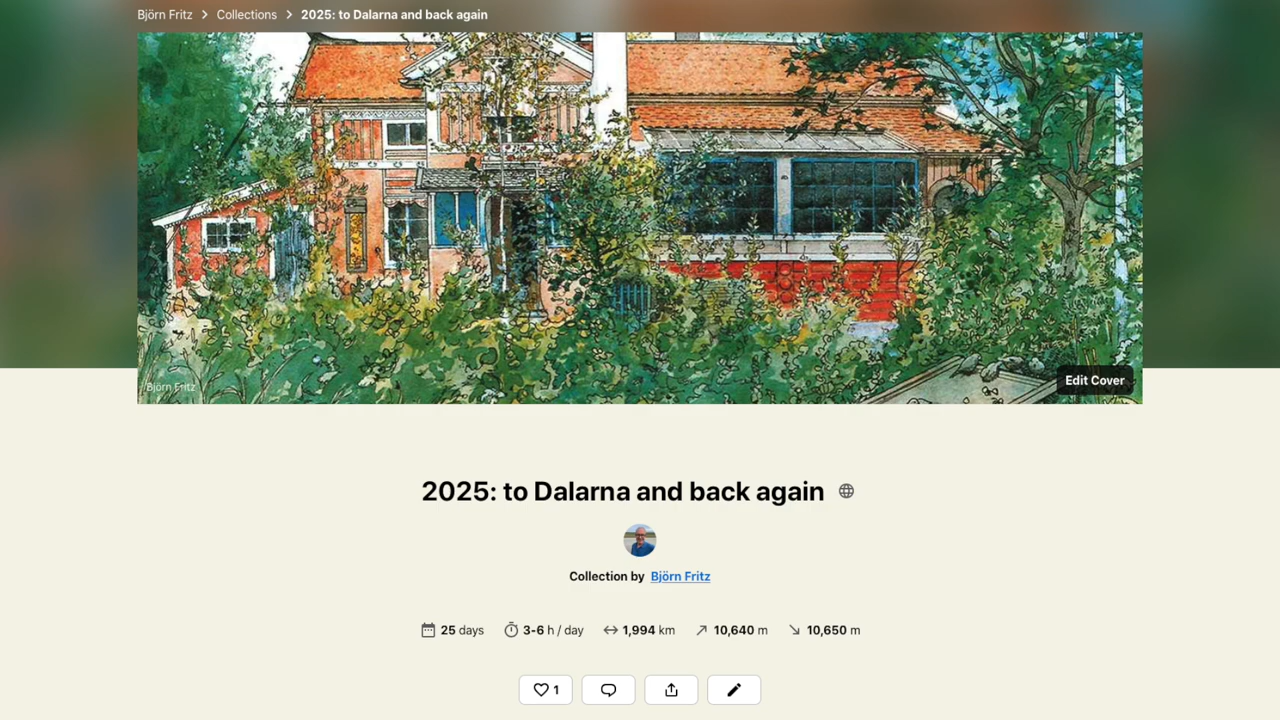 Björn Fritz > Collections > 2025: to Dalarna and back again
Björn Fritz
Edit Cover
2025: to Dalarna and back again
Collection by Björn Fritz
25 days 3-6 h / day 1,994 km 10,640 m 10,650 m
1